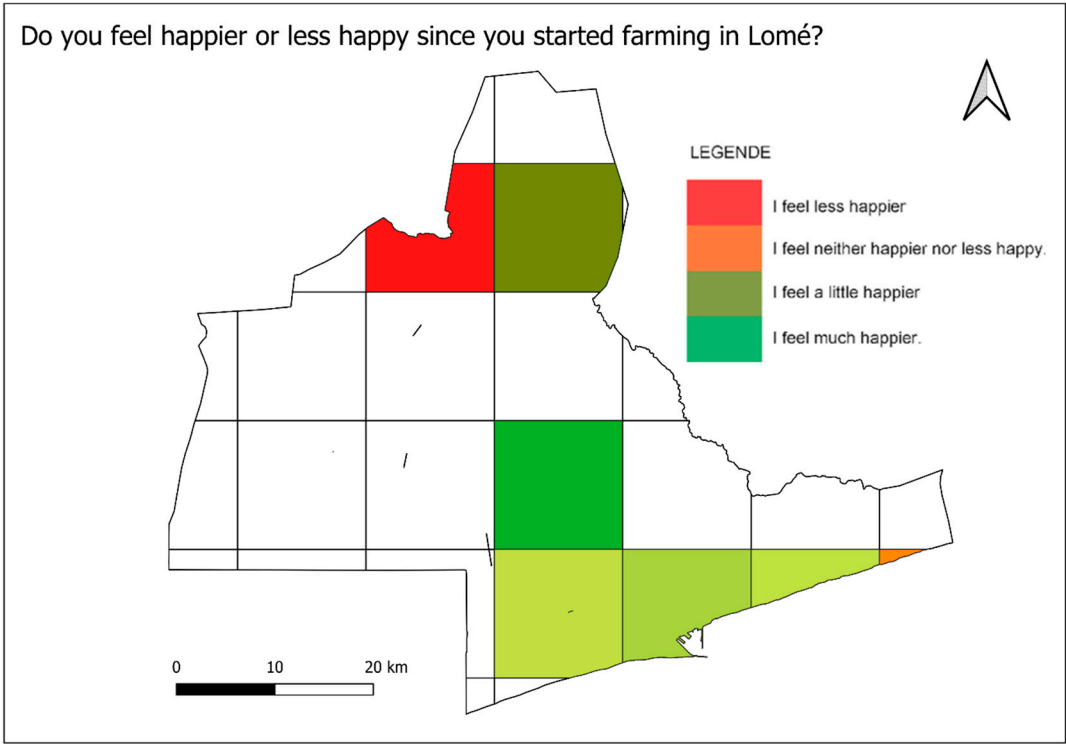 Do you feel happier or less happy since you started farming in Lomé?
LEGENDE
I feel less happier
I feel neither happier nor less happy.
I feel a little happier
I feel much happier.
0 10 20 km